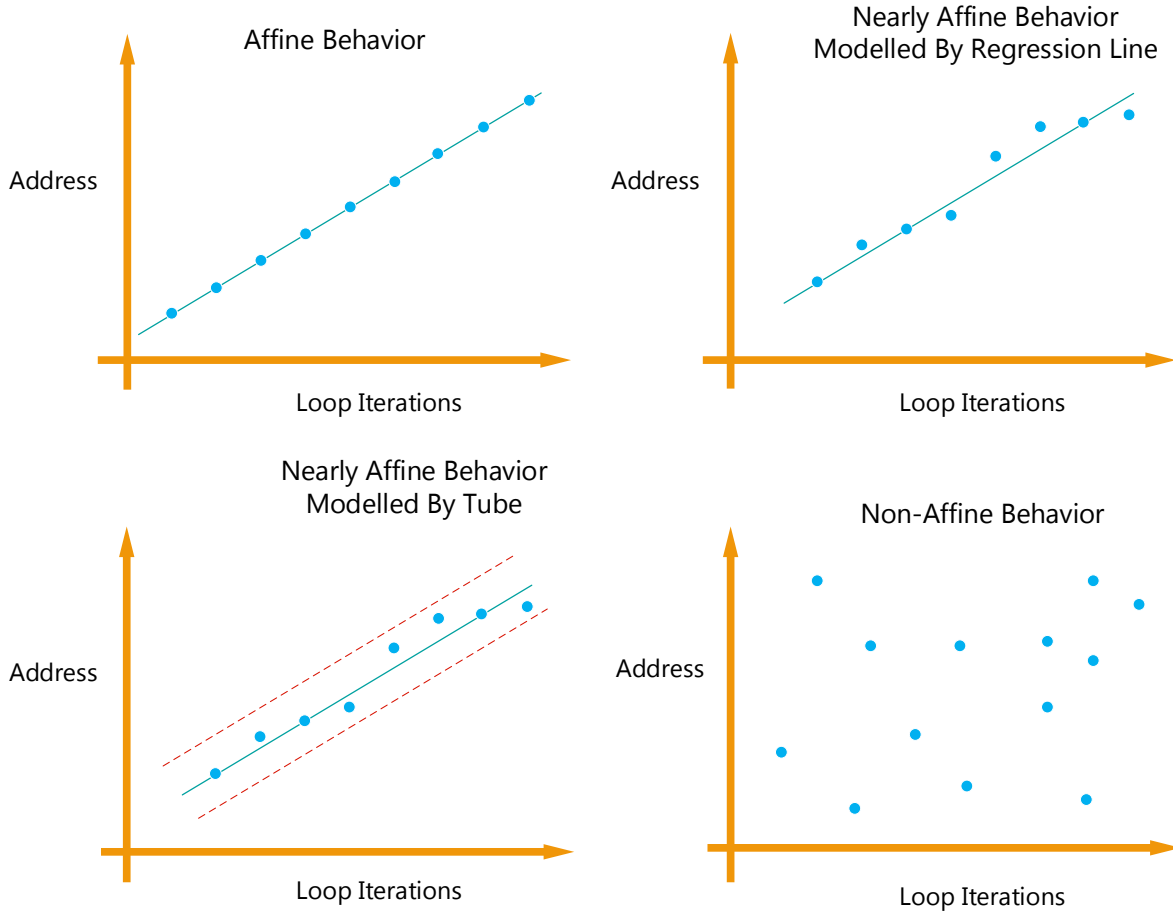 Affine Behavior
Address
Loop Iterations
Nearly Affine Behavior
Modelled By Regression Line
Address
Loop Iterations
Nearly Affine Behavior
Modelled By Tube
Address
Loop Iterations
Non-Affine Behavior
Address
Loop Iterations